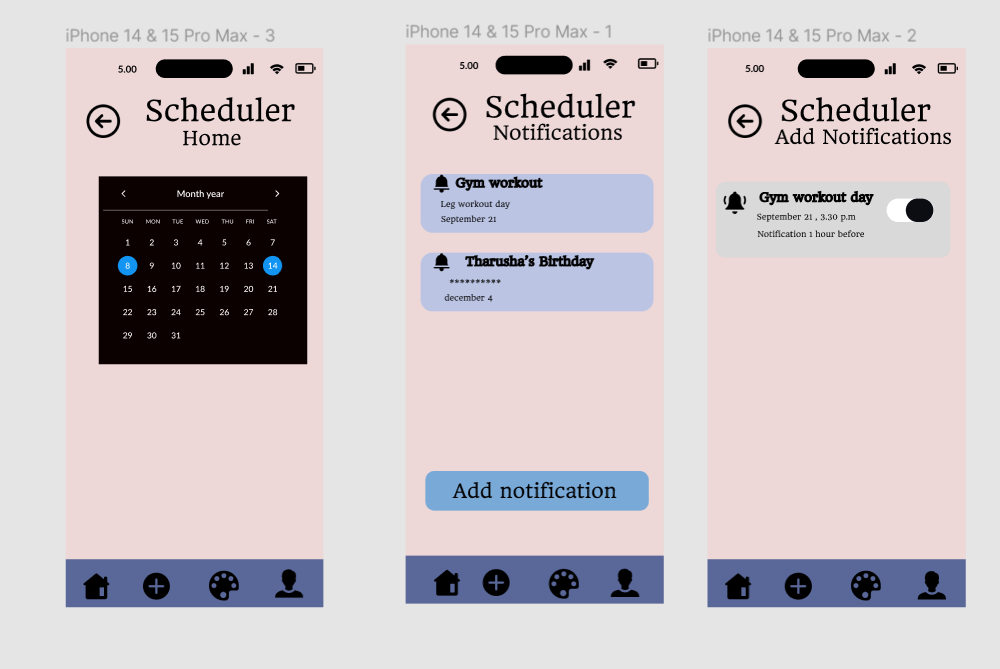 iPhone 14 & 15 Pro Max - 3
5.00
Scheduler
Home
Month year
SUN MON TUE WED THU FRI SAT
1 2 3 4 5 6 7
8 9 10 11 12 13 14
15 16 17 18 19 20 21
22 23 24 25 26 27 28
29 30 31
iPhone 14 & 15 Pro Max - 1
5.00
Scheduler
Notifications
Gym workout
Leg workout day
September 21
Tharusha's Birthday
**********
december 4
Add notification
iPhone 14 & 15 Pro Max - 2
5.00
Scheduler
Add Notifications
Gym workout day
September 21 , 3.30 p.m
Notification 1 hour before